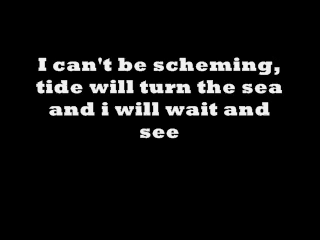 I can't be scheming,
tide will turn the sea
and i will wait and
see